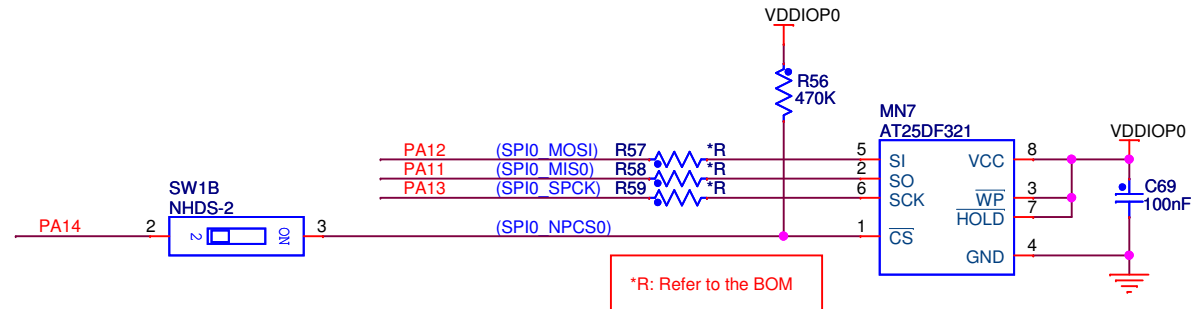 VDDIOP0
R56
470K
MN7
AT25DF321
VDDIOP0
PA12 (SPI0_MOSI) R57 *R 5 SI VCC 8
PA11 (SPI0_MIS0) R58 *R 2 SO
PA13 (SPI0_SPCK) R59 *R 6 SCK WP 3
HOLD 7
C69
100nF
SW1B
NHDS-2
PA14 2 2 ON 3 (SPI0_NPCS0) 1 CS
GND 4
*R: Refer to the BOM